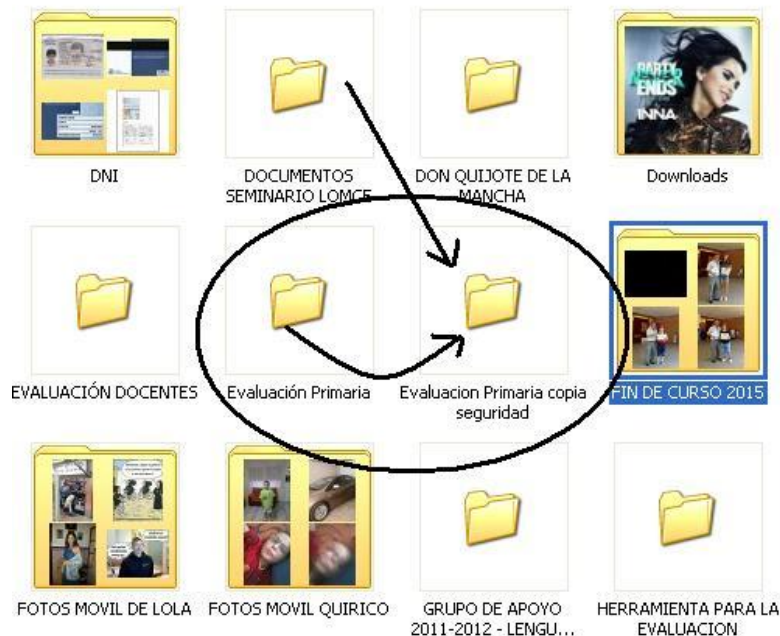 PARTY
NEVER
ENDS
INNA
DNI
DOCUMENTOS
SEMINARIO LOMCE
DON QUIJOTE DE LA
MANCHA
Downloads
EVALUACIÓN DOCENTES
Evaluación Primaria
Evaluacion Primaria copia
seguridad
FIN DE CURSO 2015
FOTOS MOVIL DE LOLA
FOTOS MOVIL QUIRICO
GRUPO DE APOYO
2011-2012 - LENGU...
HERRAMIENTA PARA LA
EVALUACION